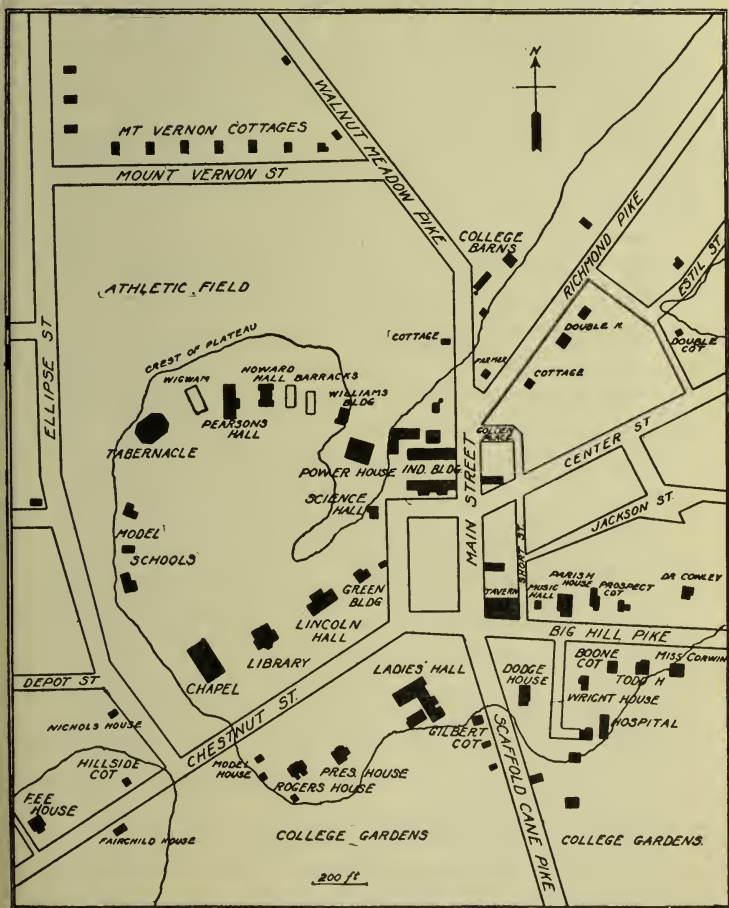 N
WALNUT MEADOW PIKE
MT VERNON COTTAGES
MOUNT VERNON ST
COLLEGE
BARNS
RICHMOND PIKE
ESTIL ST
ATHLETIC FIELD
ELLIPSE ST
CREST OF PLATEAU
COTTAGE
DOUBLE H.
DOUBLE
COT
FARMER
COTTAGE
WIGWAM
HOWARD
HALL
BARRACKS
WILLIAMS
BLDG
PEARSONS
HALL
TABERNACLE
GOLDEN
PLACE
POWER HOUSE
IND. BLDG
MAIN STREET
CENTER ST
SCIENCE
HALL
MODEL
SCHOOLS
JACKSON ST.
SHORT ST.
GREEN
BLDG
TAVERN
MUSIC
HALL
PARISH
HOUSE
PROSPECT
COT
DR COWLEY
LINCOLN
HALL
BIG HILL PIKE
LIBRARY
CHAPEL
LADIES' HALL
DODGE
HOUSE
BOONE
COT
TODD H
MISS CORWIN
WRIGHT HOUSE
HOSPITAL
DEPOT ST
NICHOLS HOUSE
CHESTNUT ST.
GILBERT
COT
SCAFFOLD CANE PIKE
HILLSIDE
COT
MODEL
HOUSE
PRES. HOUSE
ROGERS HOUSE
FEE
HOUSE
FAIRCHILD HOUSE
COLLEGE GARDENS
COLLEGE GARDENS.
200 ft